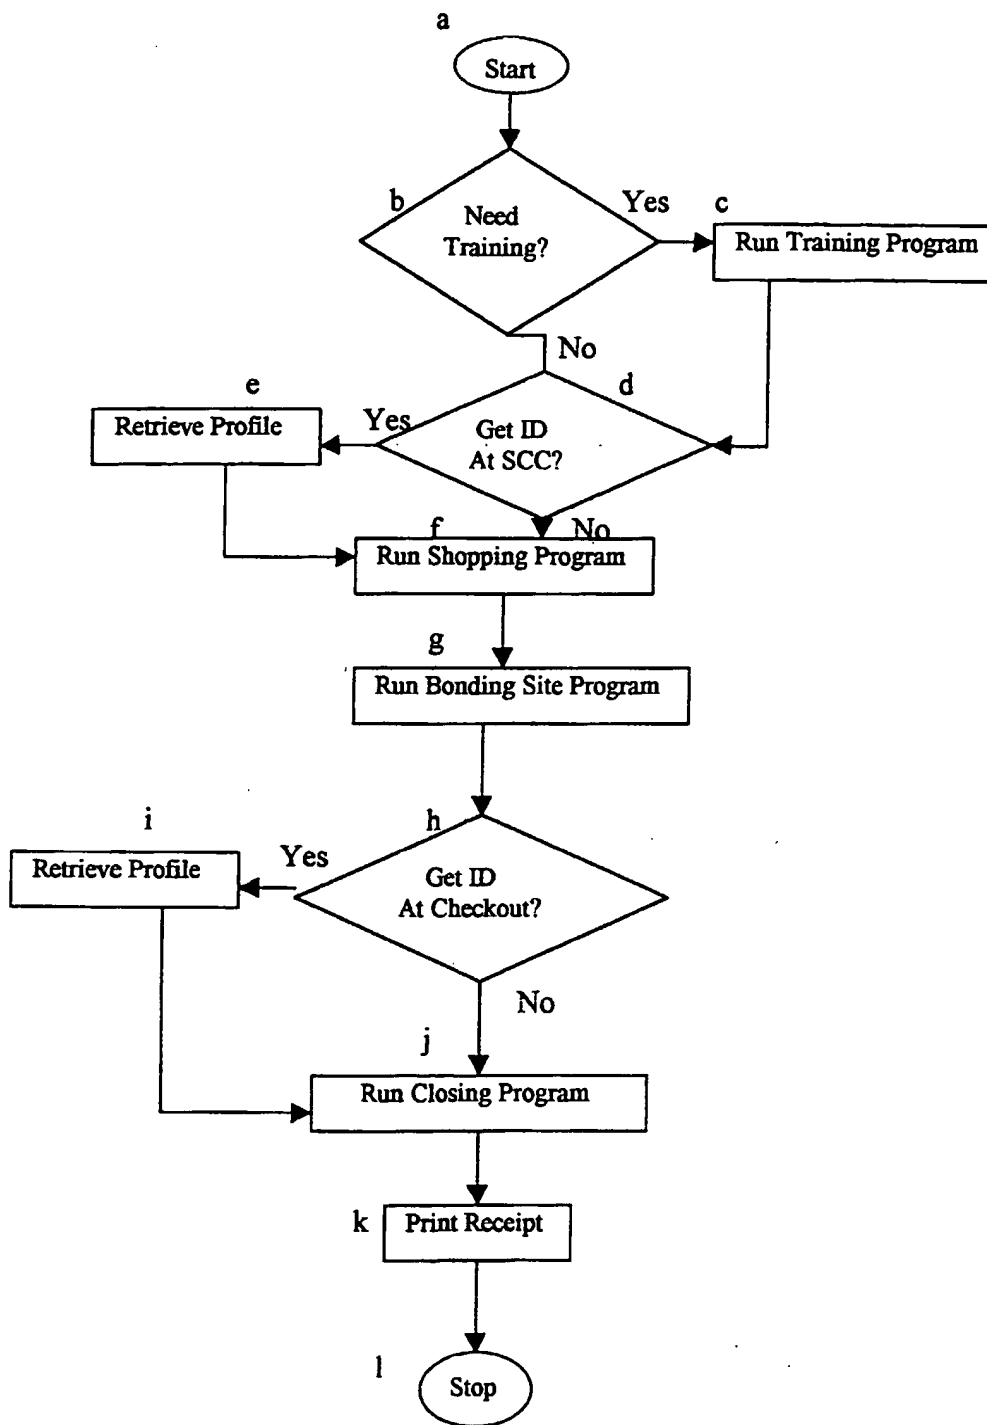 a
Start
b
Need
Training?
Yes
c
Run Training Program
No
d
e
Retrieve Profile
Yes
Get ID
At SCC?
f
No
Run Shopping Program
g
Run Bonding Site Program
h
i
Retrieve Profile
Yes
Get ID
At Checkout?
No
j
Run Closing Program
k
Print Receipt
l
Stop